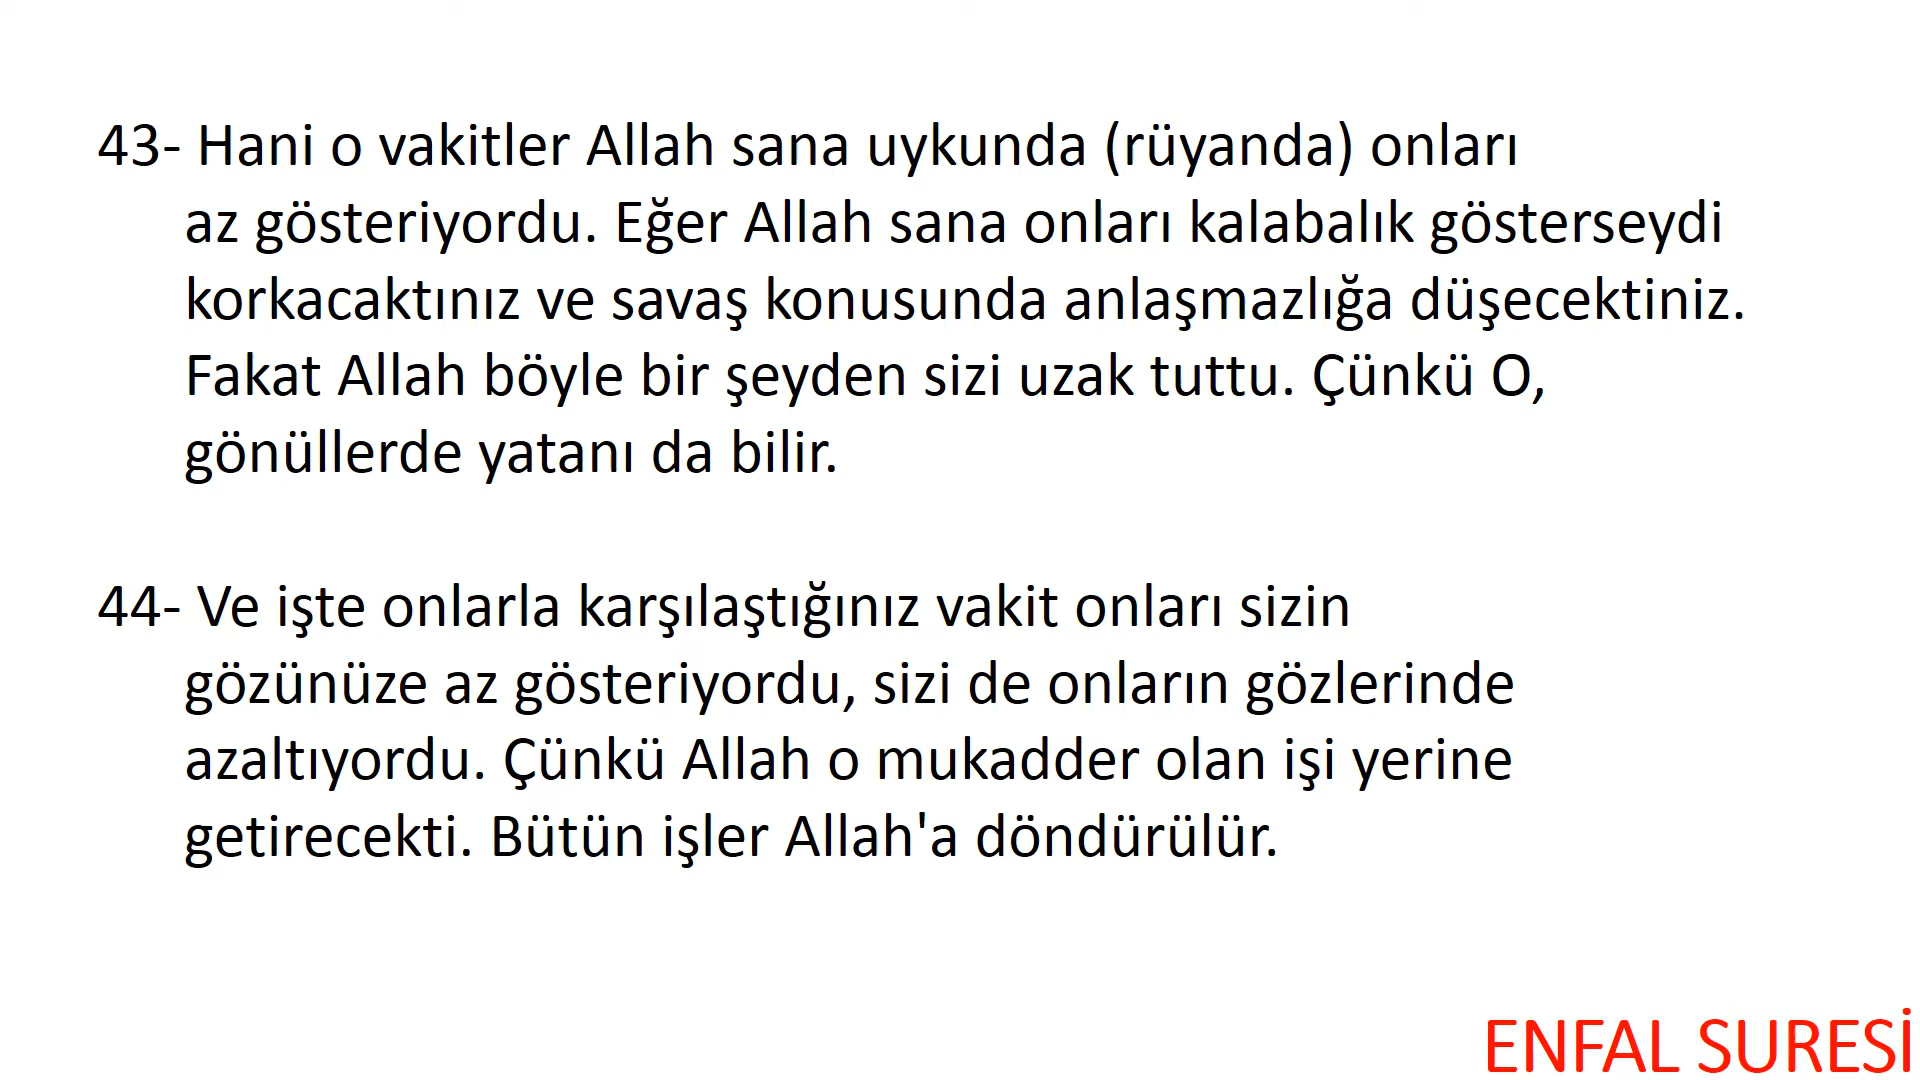 43- Hani o vakitler Allah sana uykunda (rüyanda) onları
az gösteriyordu. Eğer Allah sana onları kalabalık gösterseydi
korkacaktınız ve savaş konusunda anlaşmazlığa düşecektiniz.
Fakat Allah böyle bir şeyden sizi uzak tuttu. Çünkü O,
gönüllerde yatanı da bilir.
44- Ve işte onlarla karşılaştığınız vakit onları sizin
gözünüze az gösteriyordu, sizi de onların gözlerinde
azaltıyordu. Çünkü Allah o mukadder olan işi yerine
getirecekti. Bütün işler Allah'a döndürülür.
ENFAL SURESİ